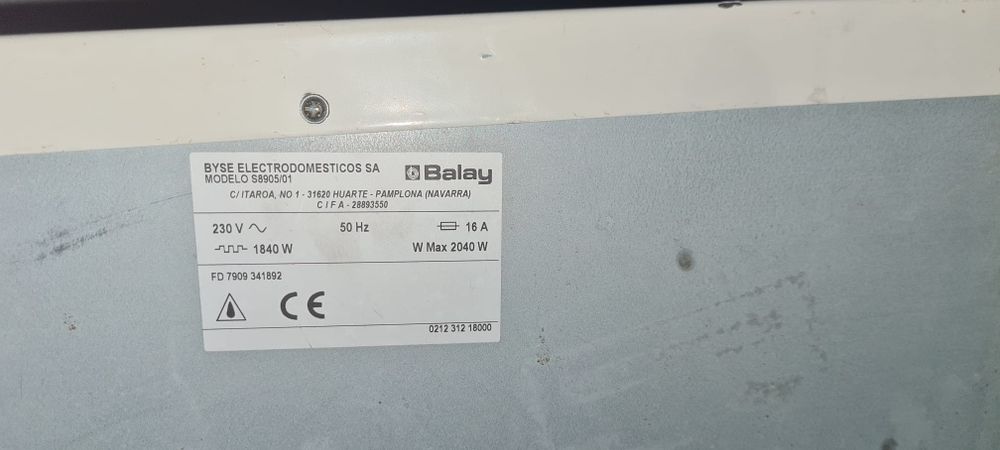 BYSE ELECTRODOMESTICOS SA
MODELO S8905/01
Balay
C/ ITAROA, NO 1 - 31620 HUARTE - PAMPLONA (NAVARRA)
C I F A - 28893550
230 V 50 Hz 16 A
1840 W W Max 2040 W
FD 7909 341892
CE
0212 312 18000